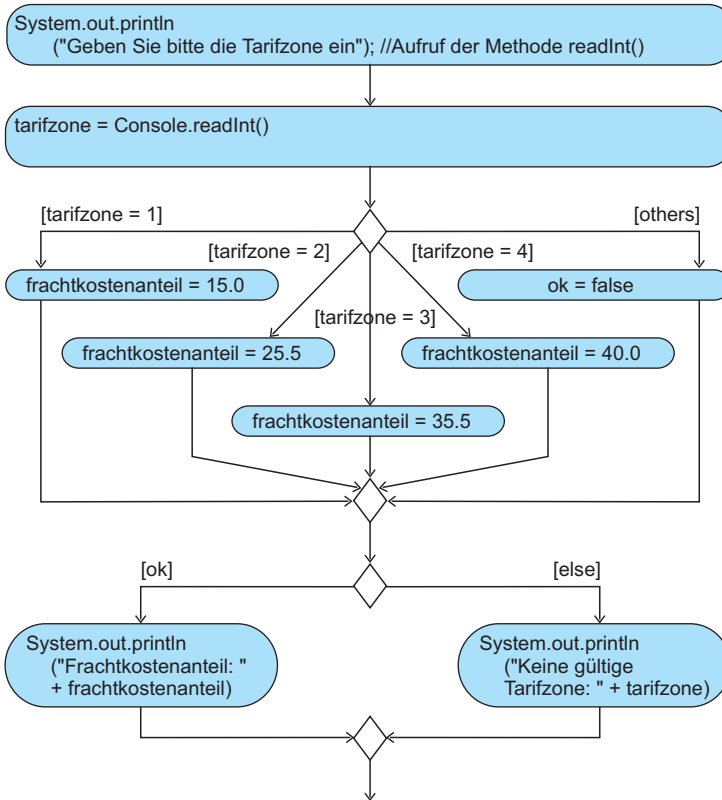 System.out.println
("Geben Sie bitte die Tarifzone ein"); //Aufruf der Methode readInt()
tarifzone = Console.readInt()
[tarifzone = 1]
[others]
[tarifzone = 2]
[tarifzone = 4]
frachtkostenanteil = 15.0
ok = false
[tarifzone = 3]
frachtkostenanteil = 25.5
frachtkostenanteil = 40.0
frachtkostenanteil = 35.5
[ok]
[else]
System.out.println
("Frachtkostenanteil: "
+ frachtkostenanteil)
System.out.println
("Keine gültige
Tarifzone: " + tarifzone)